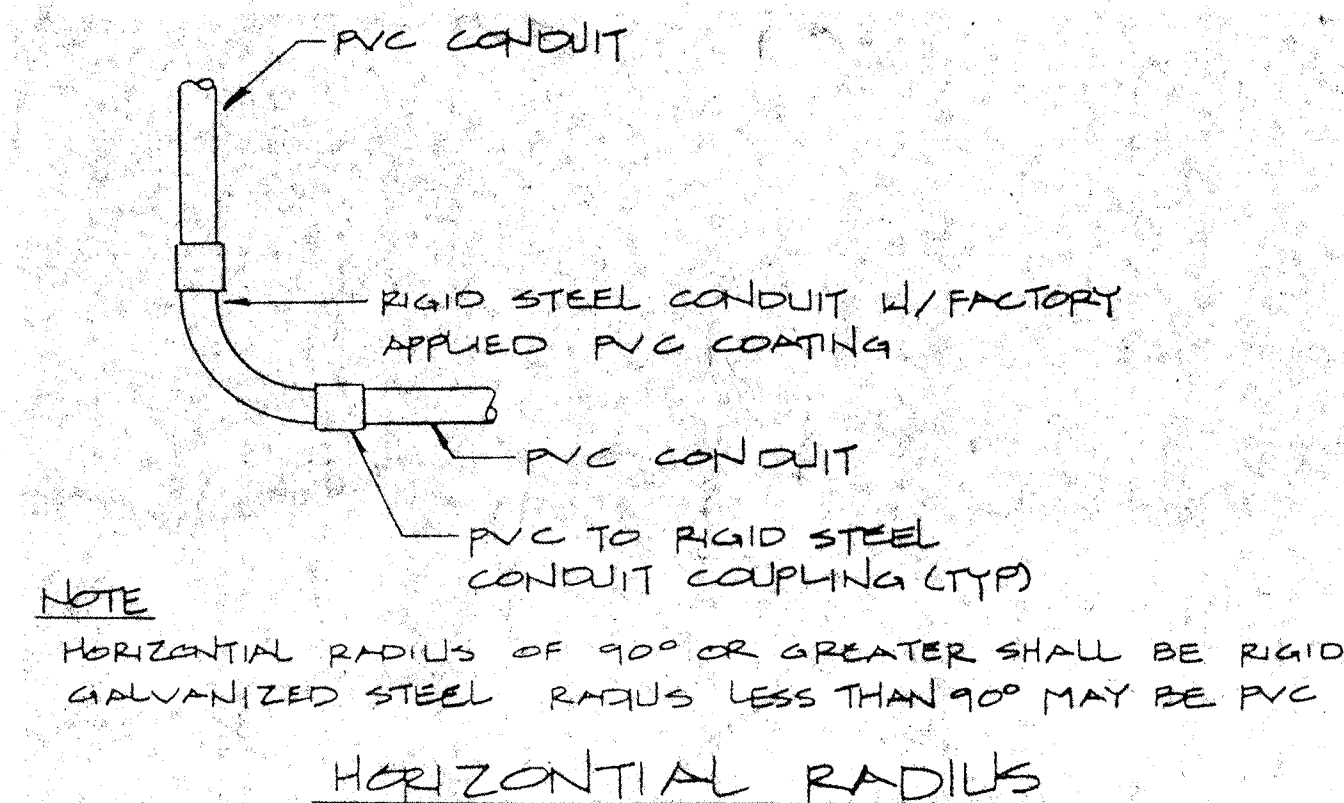 PVC CONDUIT
RIGID STEEL CONDUIT W/FACTORY
APPLIED PVC COATING
PVC CONDUIT
PVC TO RIGID STEEL
CONDUIT COUPLING (TYP)
NOTE
HORIZONTIAL RADIUS OF 90° OR GREATER SHALL BE RIGID
GALVANIZED STEEL RADIUS LESS THAN 90° MAY BE PVC
HORIZONTIAL RADIUS